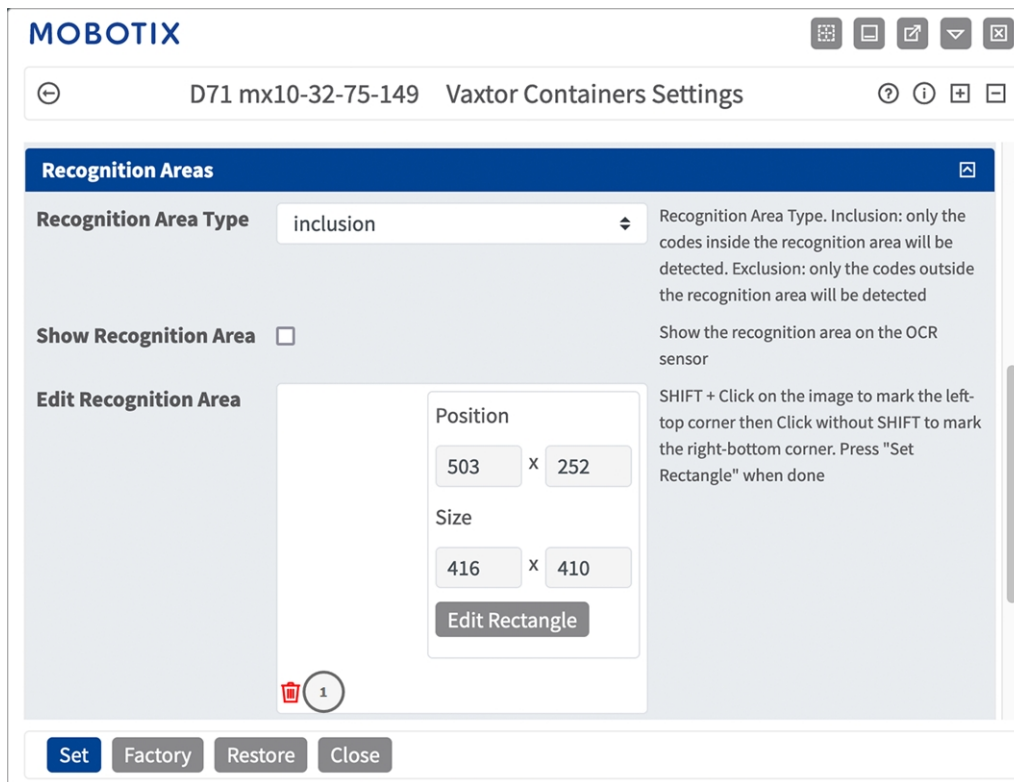 MOBOTIX
D71 mx10-32-75-149 Vaxtor Containers Settings
Recognition Areas
Recognition Area Type
inclusion
Recognition Area Type. Inclusion: only the
codes inside the recognition area will be
detected. Exclusion: only the codes outside
the recognition area will be detected
Show Recognition Area
Show the recognition area on the OCR
sensor
Edit Recognition Area
Position
503 x 252
Size
416 x 410
Edit Rectangle
1
SHIFT + Click on the image to mark the left-
top corner then Click without SHIFT to mark
the right-bottom corner. Press "Set
Rectangle" when done
Set Factory Restore Close